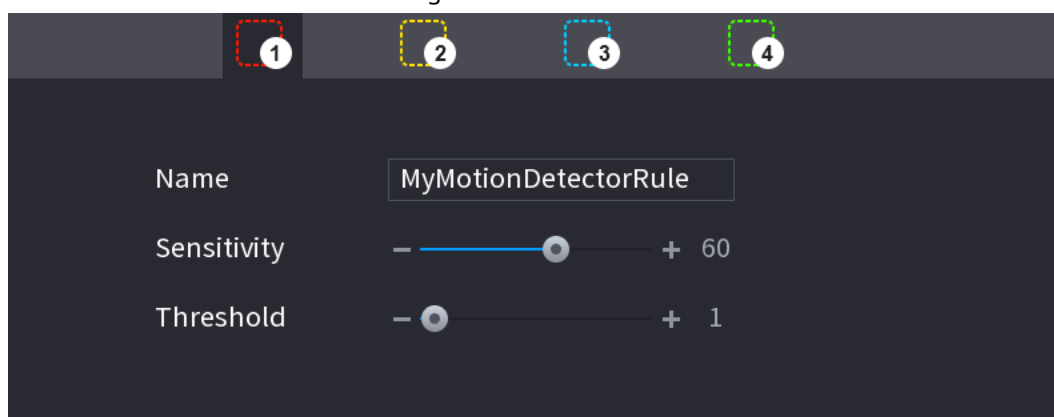 1 2 3 4
Name MyMotionDetectorRule
Sensitivity − + 60
Threshold − + 1